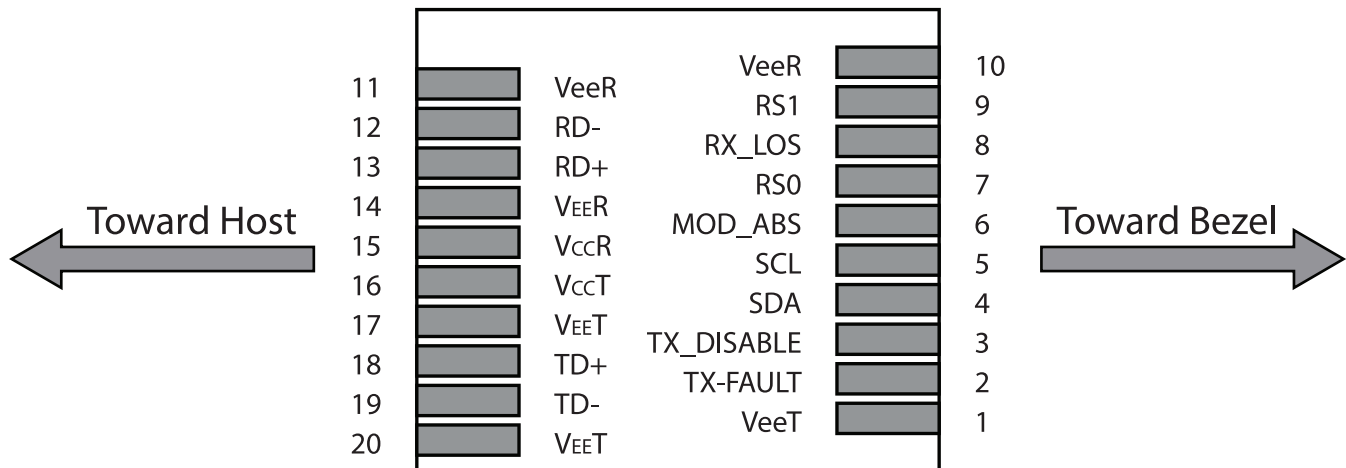 11 VeeR
12 RD-
13 RD+
14 VEER
15 VCCR
16 VCCT
17 VEET
18 TD+
19 TD-
20 VEET
VeeR 10
RS1 9
RX_LOS 8
RS0 7
MOD_ABS 6
SCL 5
SDA 4
TX_DISABLE 3
TX-FAULT 2
VeeT 1
Toward Host
Toward Bezel